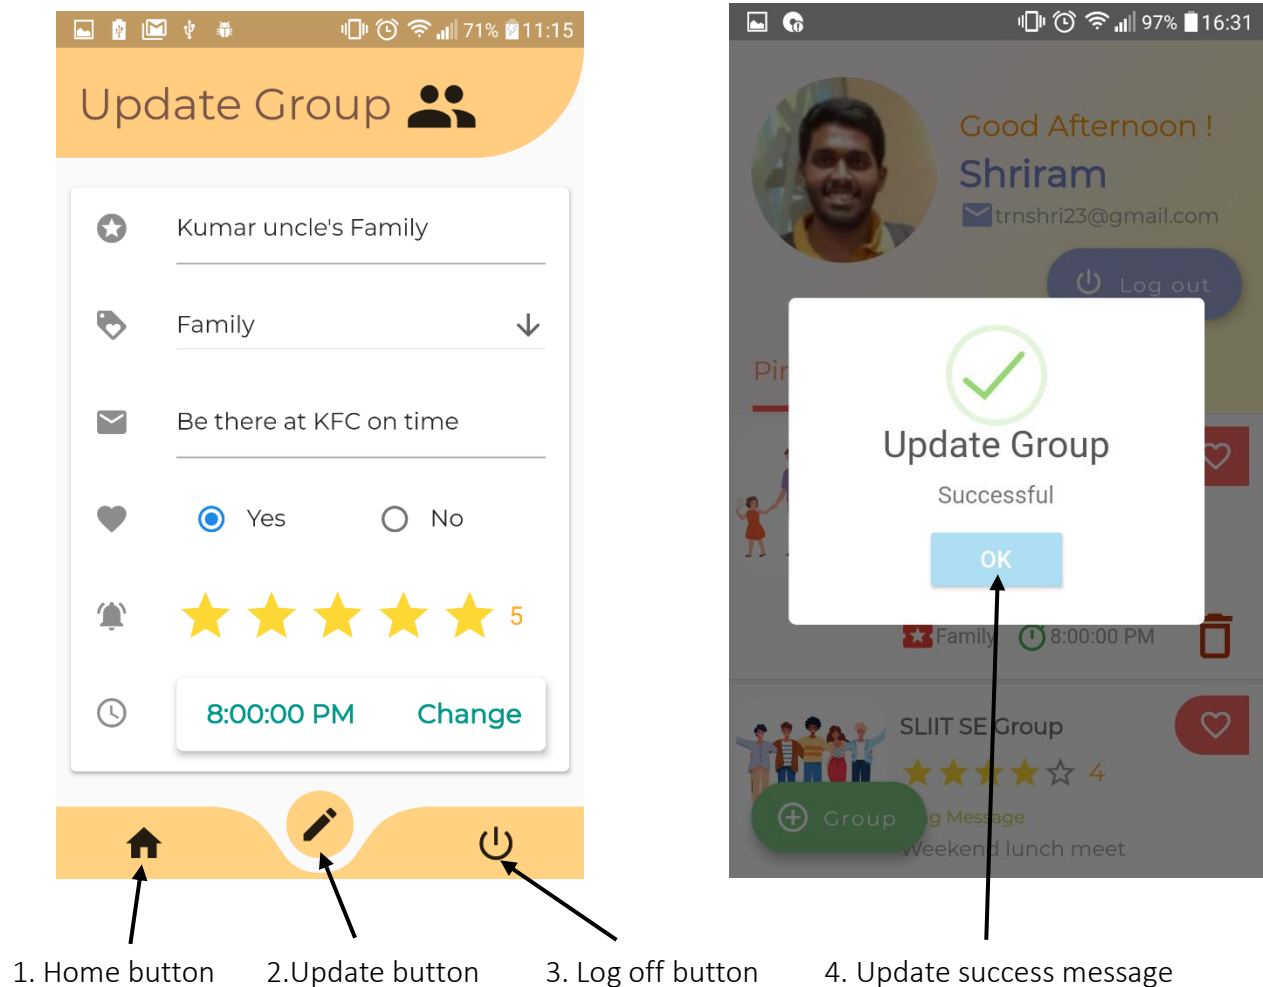 71% 11:15
Update Group
Kumar uncle's Family
Family
Be there at KFC on time
Yes No
5
8:00:00 PM Change
97% 16:31
Good Afternoon !
Shriram
trnshri23@gmail.com
Log out
Update Group
Successful
OK
Family 8:00:00 PM
SLIIT SE Group
4
Message
Group
Weekend lunch meet
1. Home button 2.Update button 3. Log off button 4. Update success message